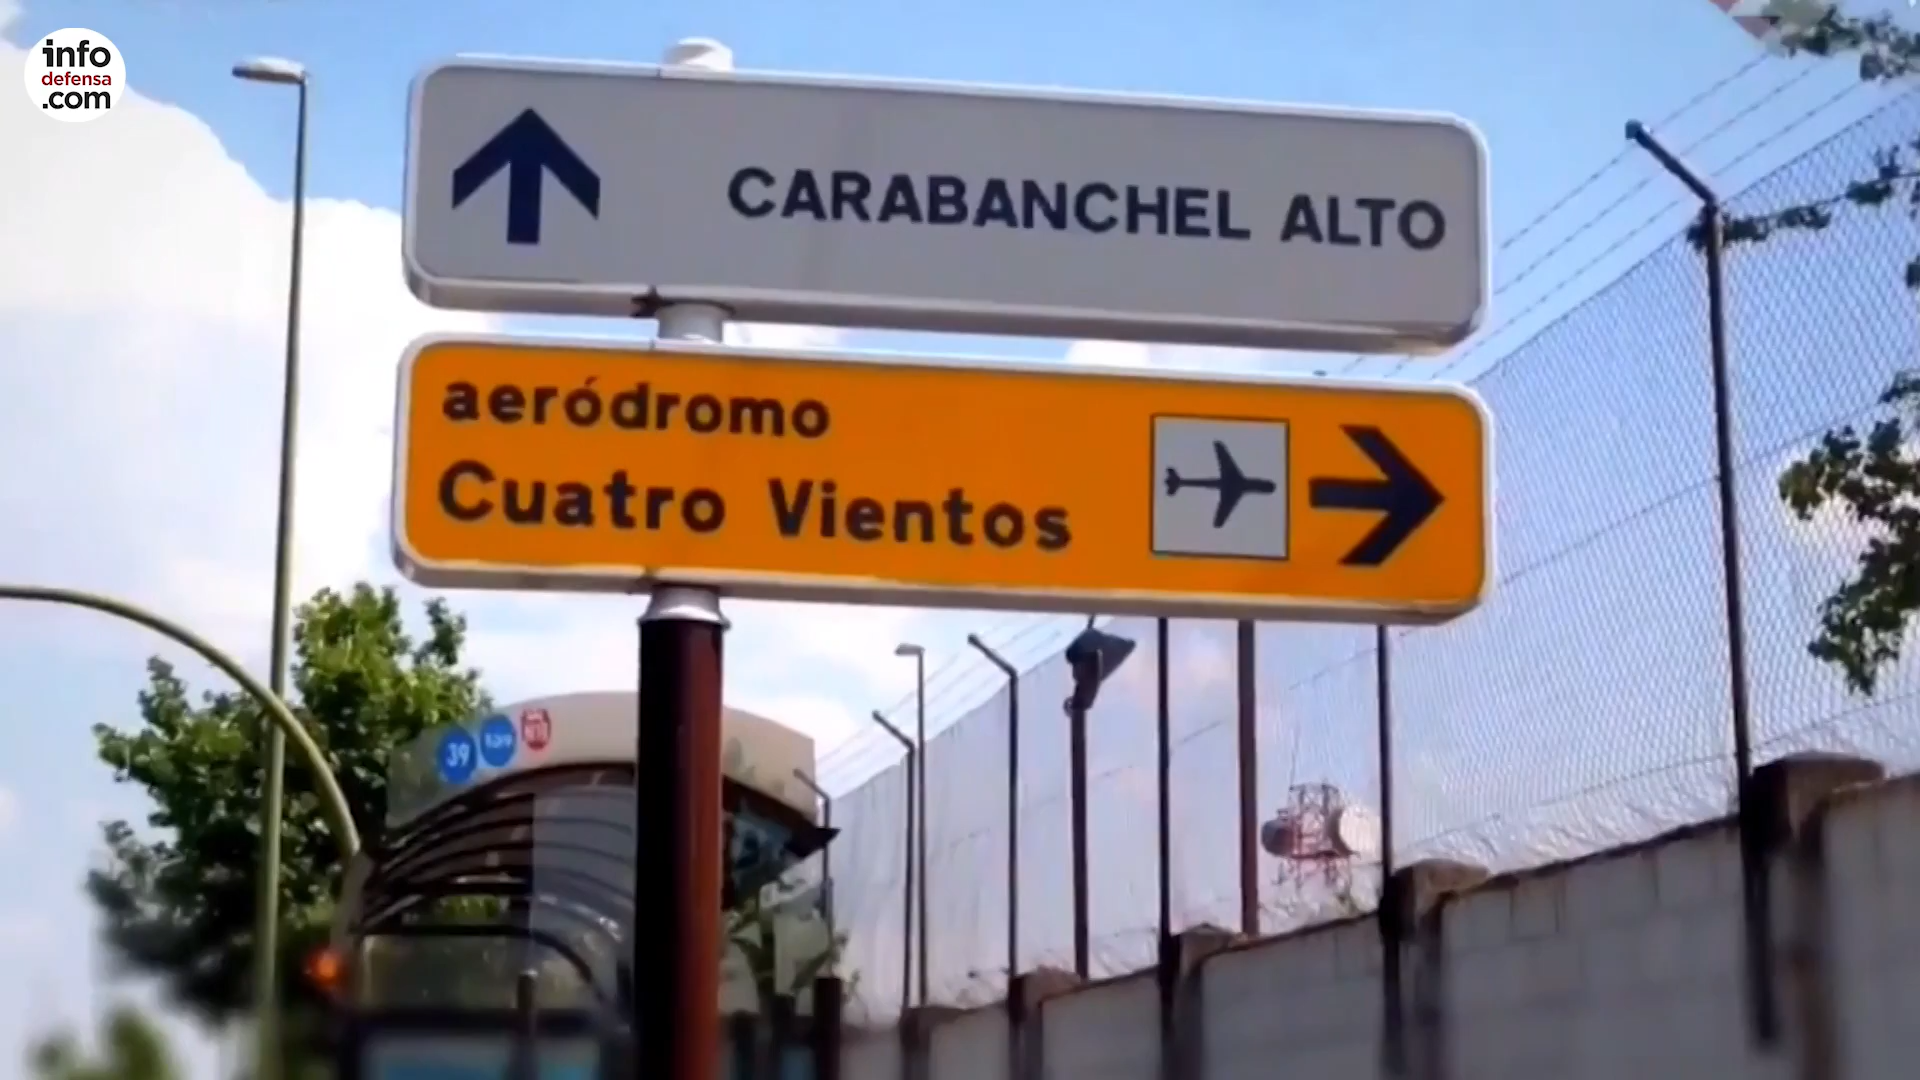 info
defensa
.com
CARABANCHEL ALTO
aeródromo
Cuatro Vientos
39